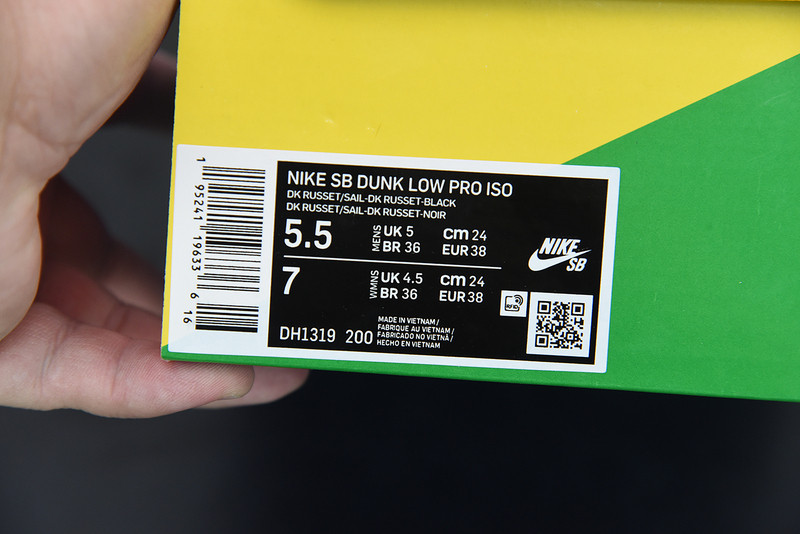 1
95241 19633
6
16
NIKE SB DUNK LOW PRO ISO
DK RUSSET/SAIL-DK RUSSET-BLACK
DK RUSSET/SAIL-DK RUSSET-NOIR
5.5
MENS
UK 5 cm 24
BR 36 EUR 38
7
WMNS
UK 4.5 cm 24
BR 36 EUR 38
DH1319 200
MADE IN VIETNAM /
FABRIQUE AU VIETNAM /
FABRICADO NO VIETNÃ /
HECHO EN VIETNAM
NIKE
SB
RFID